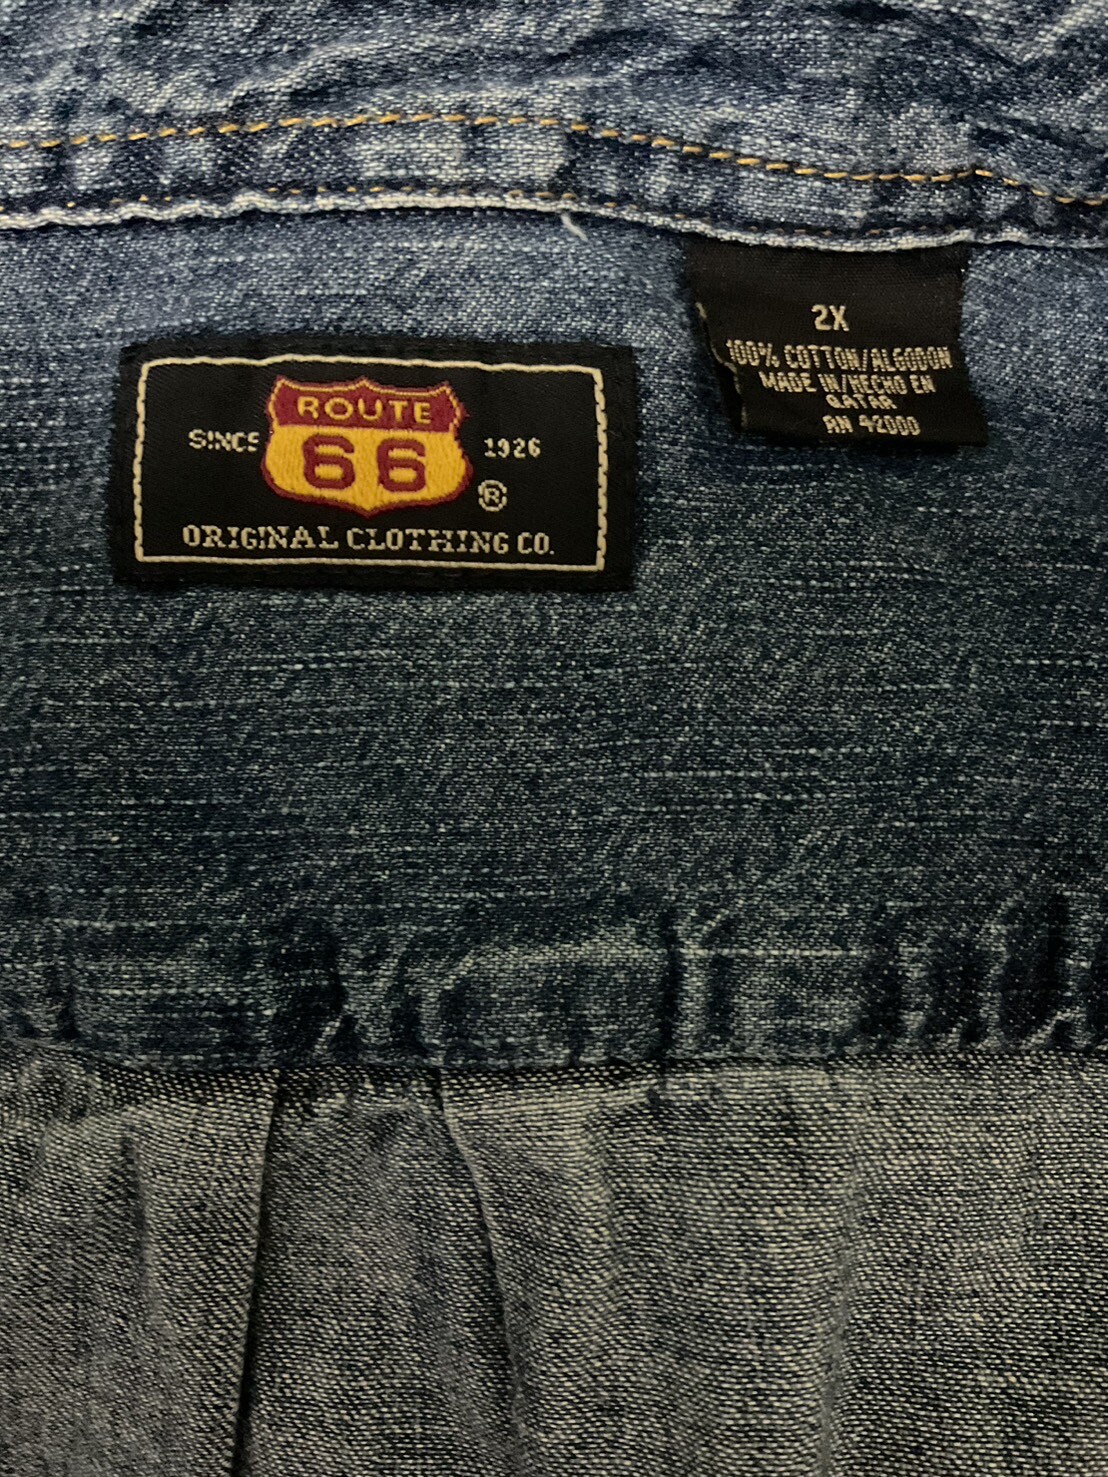 ROUTE
SINCE 66 1926
®
ORIGINAL CLOTHING CO.
2X
100% COTTON/ALGODON
MADE IN/HECHO EN
QATAR
RN 42000